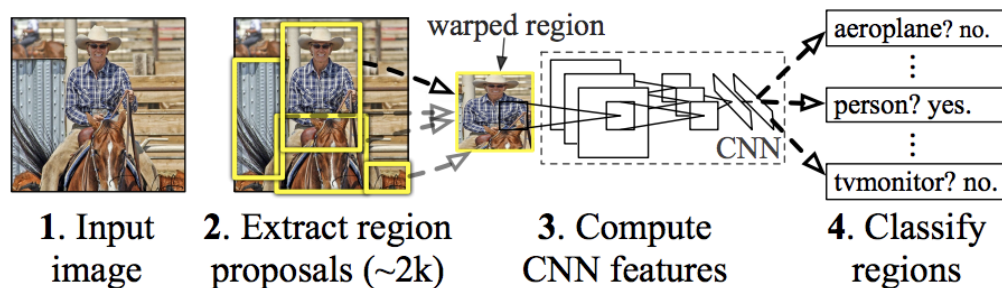 warped region
aeroplane? no.
person? yes.
CNN
tvmonitor? no.
1. Input
image
2. Extract region
proposals (~2k)
3. Compute
CNN features
4. Classify
regions